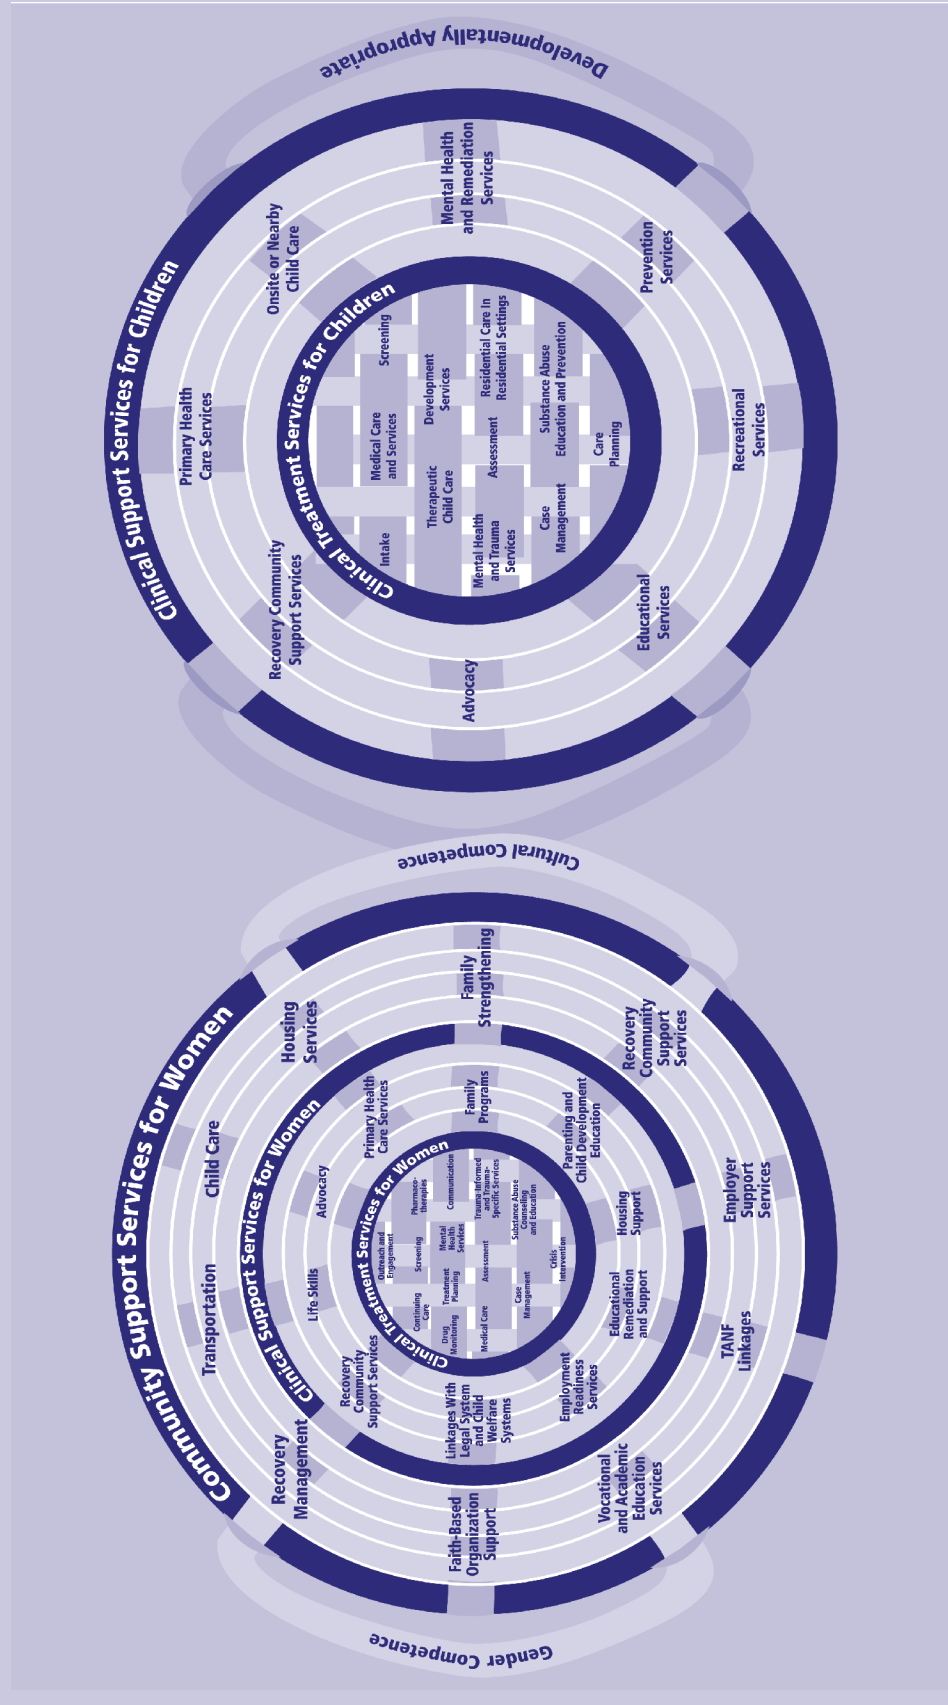 Gender Competence
Community Support Services for Women
Recovery
Management
Transportation
Child Care
Housing
Services
Family
Strengthening
Recovery
Community
Support
Services
Employer
Support
Services
TANF
Linkages
Vocational
and Academic
Education
Services
Faith-Based
Organization
Support
Clinical Support Services for Women
Recovery
Community
Support Services
Life Skills
Advocacy
Primary Health
Care Services
Family
Programs
Parenting and
Child Development
Education
Housing
Support
Educational
Remediation
and Support
Employment
Readiness
Services
Linkages With
Legal System
and Child
Welfare
Systems
Clinical Treatment Services for Women
Outreach and
Engagement
Continuing
Care
Screening
Pharmaco-
therapies
Drug
Monitoring
Treatment
Planning
Mental
Health
Services
Communication
Medical Care
Assessment
Trauma-Informed
and Trauma-
Specific Services
Case
Management
Substance Abuse
Counseling
and Education
Crisis
Intervention
Cultural Competence
Clinical Support Services for Children
Recovery Community
Support Services
Primary Health
Care Services
Onsite or Nearby
Child Care
Mental Health
and Remediation
Services
Prevention
Services
Recreational
Services
Educational
Services
Advocacy
Clinical Treatment Services for Children
Intake
Medical Care
and Services
Screening
Therapeutic
Child Care
Development
Services
Mental Health
and Trauma
Services
Assessment
Residential Care In
Residential Settings
Case
Management
Substance Abuse
Education and Prevention
Care
Planning
Developmentally Appropriate